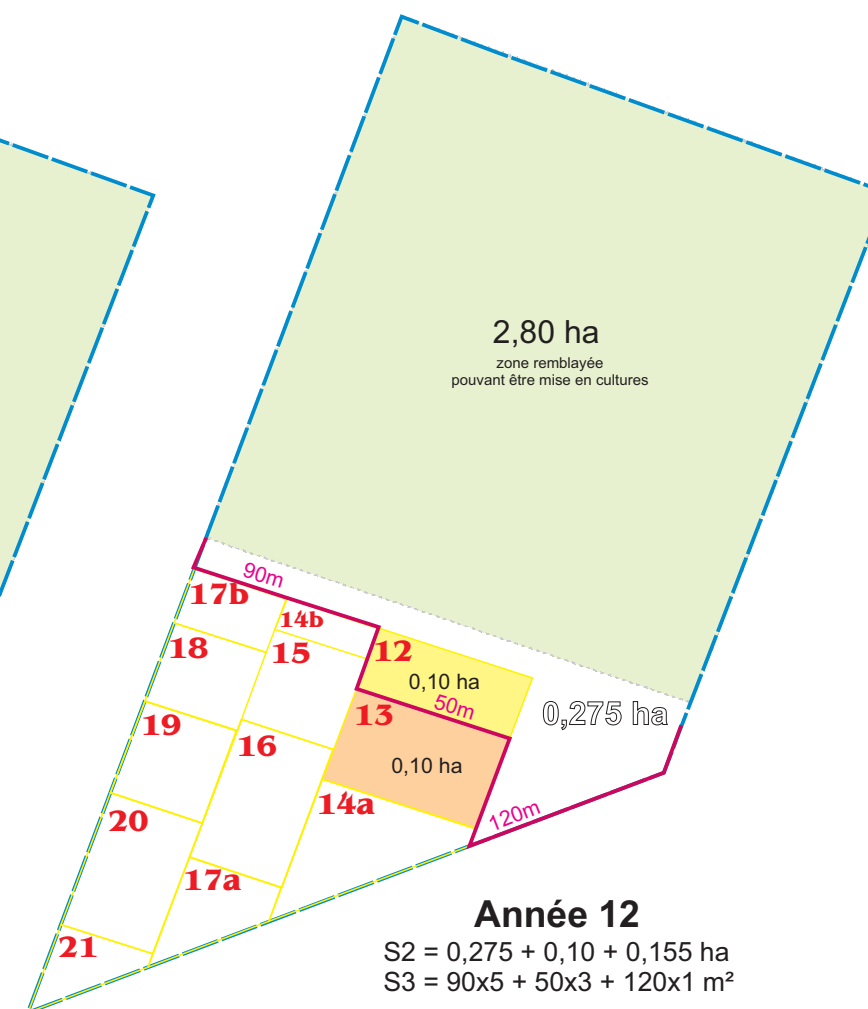 2,80 ha
zone remblayée
pouvant être mise en cultures
90m
17b
14b
12
18
15
0,10 ha
50m
13
0,275 ha
19
16
0,10 ha
14a
20
120m
17a
21
Année 12
S2 = 0,275 + 0,10 + 0,155 ha
S3 = 90x5 + 50x3 + 120x1 m²